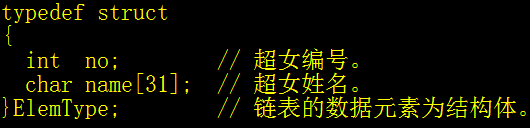 typedef struct
{
  int  no;        // 超女编号。
  char name[31];  // 超女姓名。
}ElemType;        // 链表的数据元素为结构体。